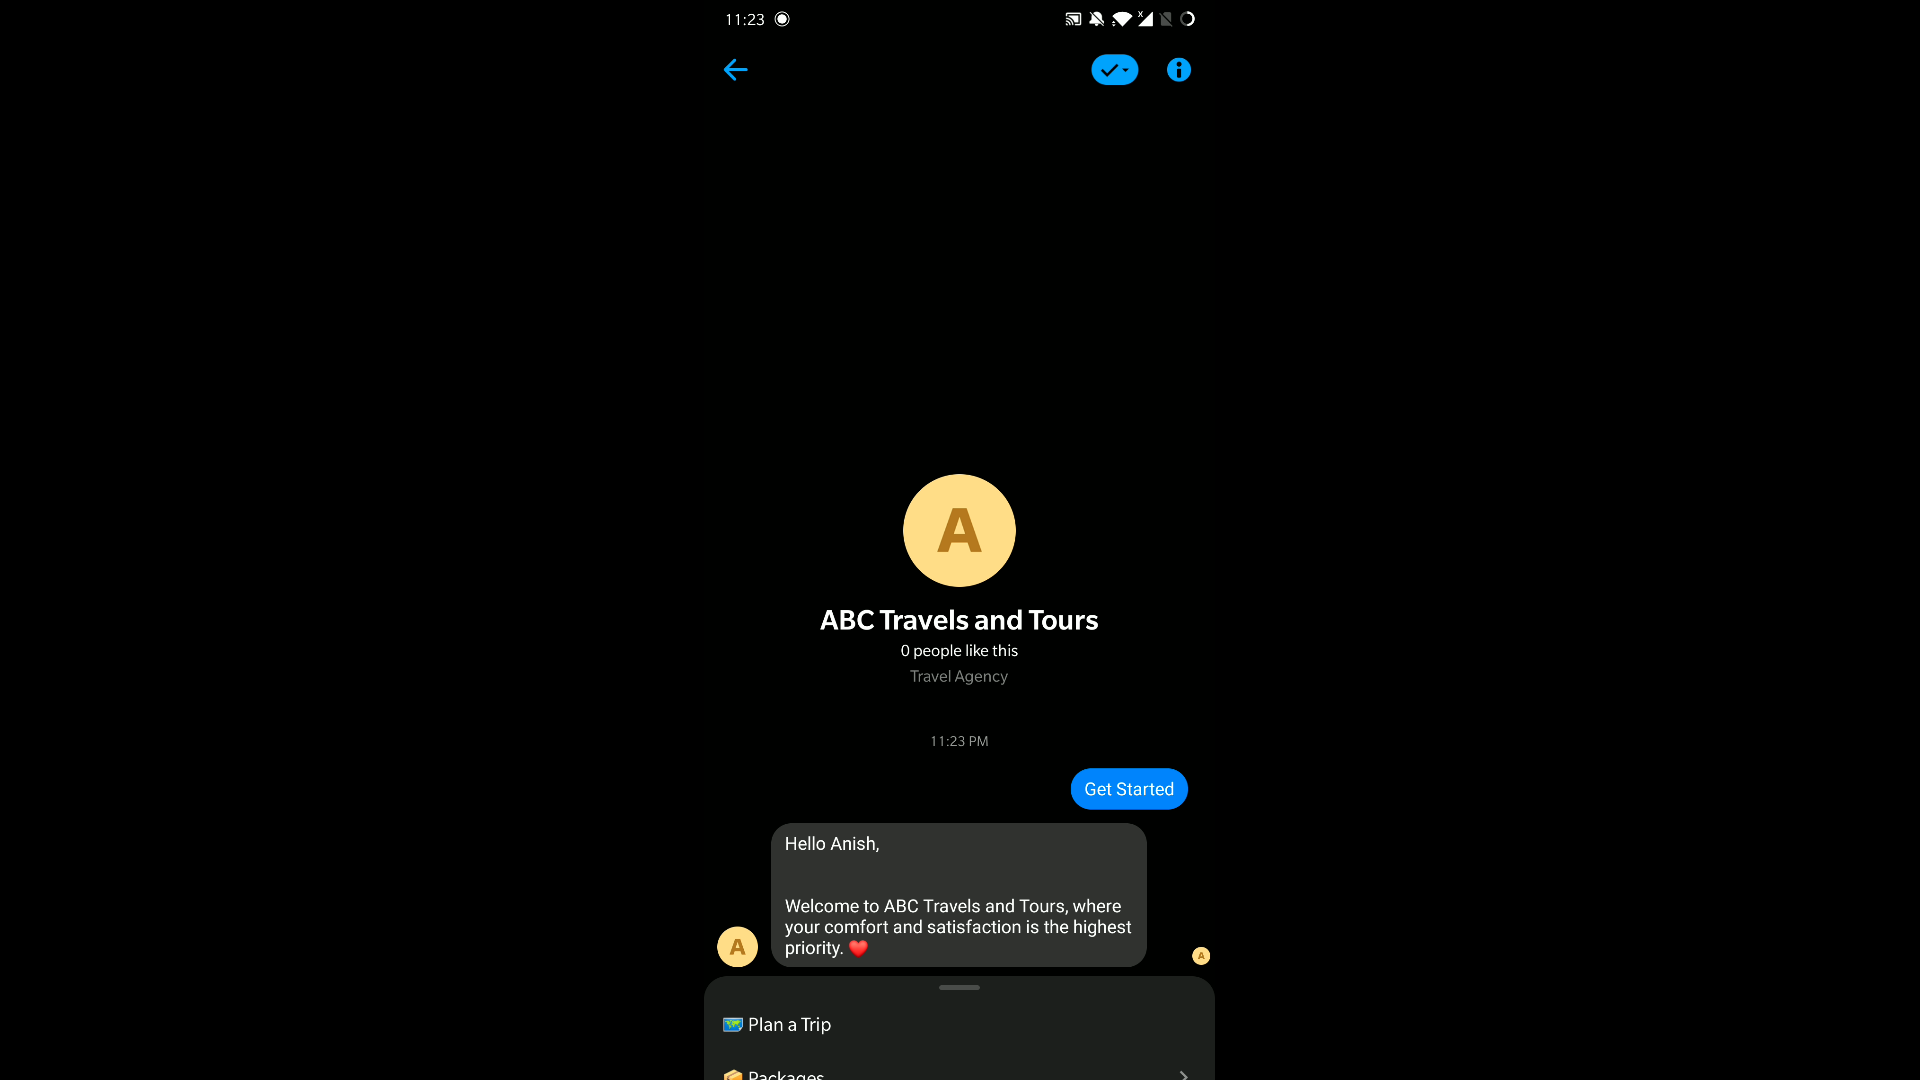 11:23
A
ABC Travels and Tours
0 people like this
Travel Agency
11:23 PM
Get Started
Hello Anish,
Welcome to ABC Travels and Tours, where
your comfort and satisfaction is the highest
priority. ❤️
A
A
🗺️ Plan a Trip
📦 Packages